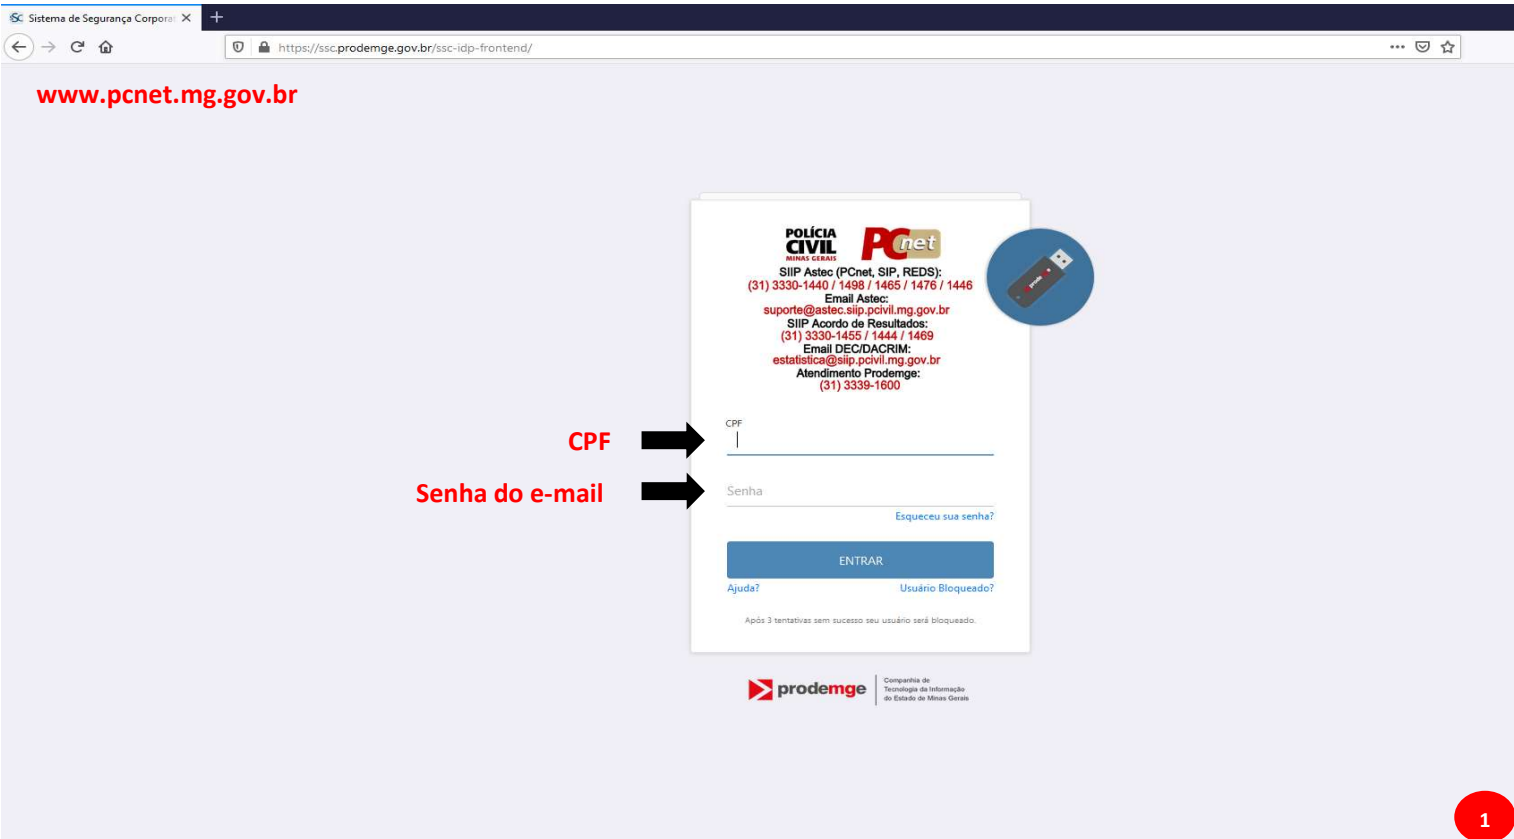 Sistema de Segurança Corpora
https://ssc.prodemge.gov.br/ssc-idp-frontend/
www.pcnet.mg.gov.br
POLÍCIA
CIVIL
MINAS GERAIS
PCnet
SIIP Astec (PCnet, SIP, REDS):
(31) 3330-1440 / 1498 / 1465 / 1476 / 1446
Email Astec:
suporte@astec.siip.pcivil.mg.gov.br
SIIP Acordo de Resultados:
(31) 3330-1455 / 1444 / 1469
Email DEC/DACRIM:
estatistica@siip.pcivil.mg.gov.br
Atendimento Prodemge:
(31) 3339-1600
CPF
CPF
Senha do e-mail
Senha
Esqueceu sua senha?
ENTRAR
Ajuda?
Usuário Bloqueado?
Após 3 tentativas sem sucesso seu usuário será bloqueado.
prodemge
Companhia de
Tecnologia da Informação
do Estado de Minas Gerais
1